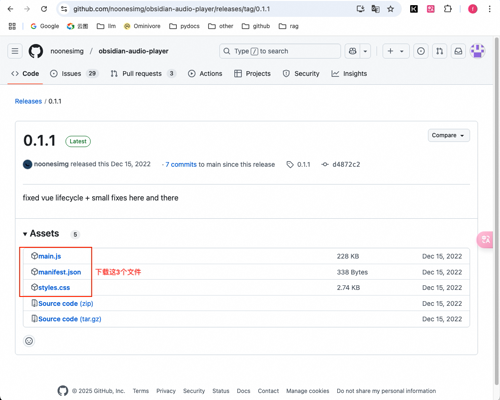 github.com/noonesimg/obsidian-audio-player/releases/tag/0.1.1
Google
云图
llm
Ominivore
pydocs
other
github
rag
noonesimg / obsidian-audio-player
Type / to search
Code
Issues 29
Pull requests 3
Actions
Projects
Security
Insights
Releases / 0.1.1
0.1.1 Latest
Compare
noonesimg released this Dec 15, 2022 · 7 commits to main since this release 0.1.1 d4872c2
fixed vue lifecycle + small fixes here and there
Assets 5
main.js 228 KB Dec 15, 2022
manifest.json 下载这3个文件 338 Bytes Dec 15, 2022
styles.css 2.74 KB Dec 15, 2022
Source code (zip) Dec 15, 2022
Source code (tar.gz) Dec 15, 2022
© 2025 GitHub, Inc. Terms Privacy Security Status Docs Contact Manage cookies Do not share my personal information